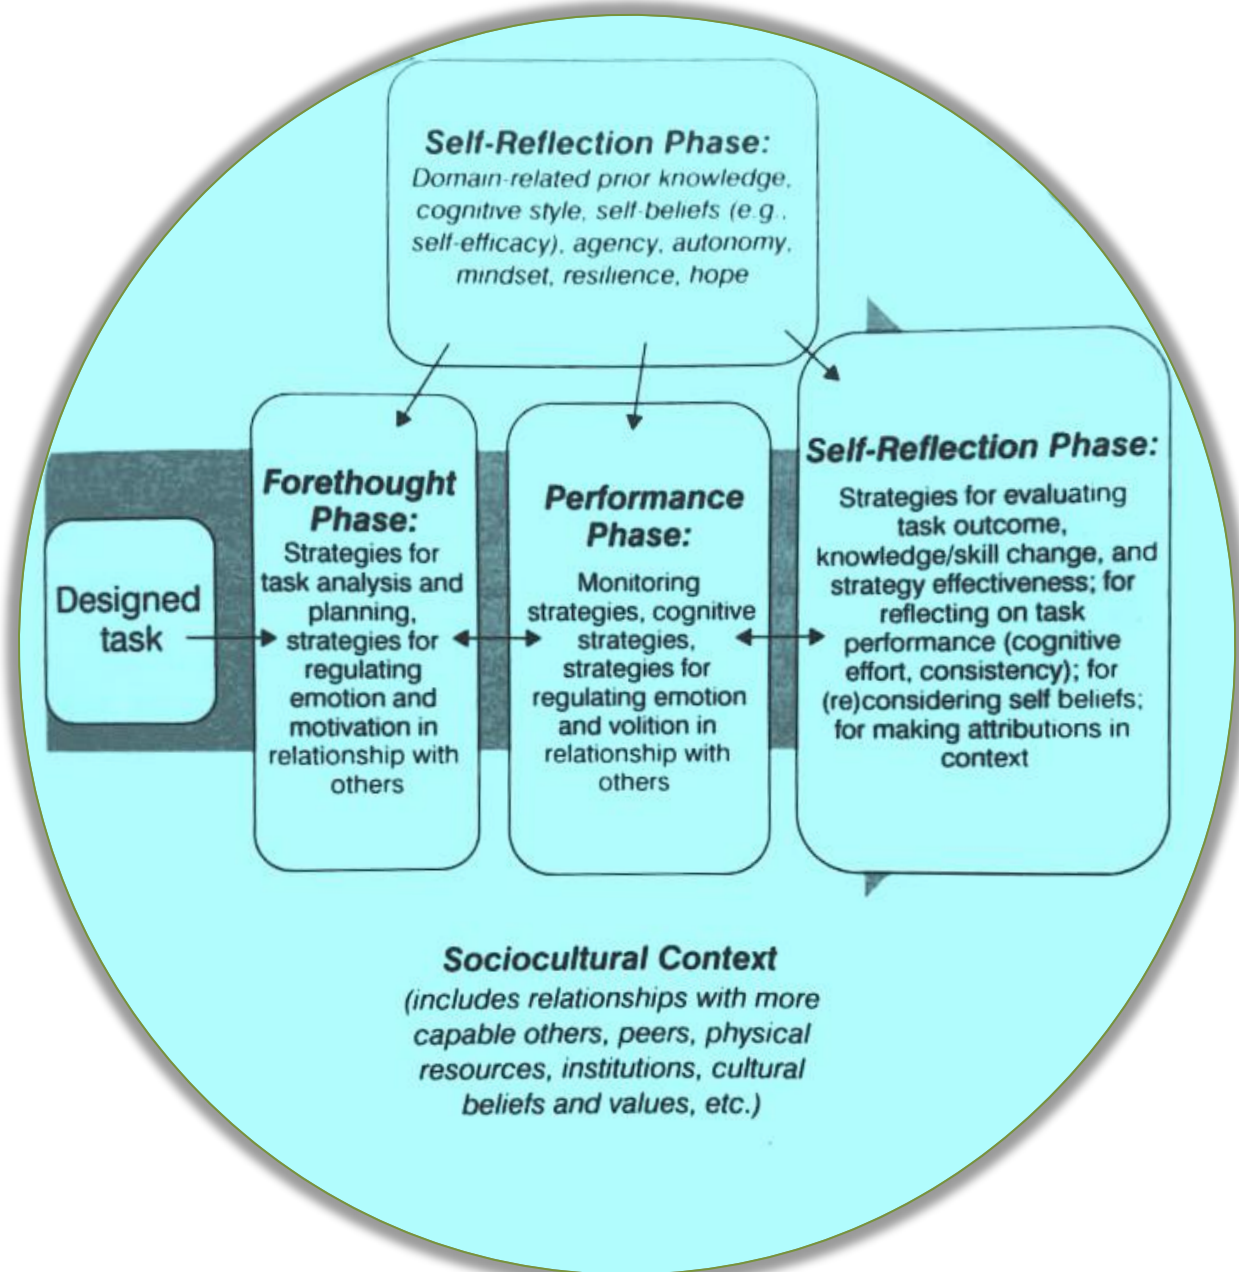 Self-Reflection Phase:
Domain-related prior knowledge,
cognitive style, self-beliefs (e.g.,
self-efficacy), agency, autonomy,
mindset, resilience, hope
Designed
task
Forethought
Phase:
Strategies for
task analysis and
planning,
strategies for
regulating
emotion and
motivation in
relationship with
others
Performance
Phase:
Monitoring
strategies, cognitive
strategies,
strategies for
regulating emotion
and volition in
relationship with
others
Self-Reflection Phase:
Strategies for evaluating
task outcome,
knowledge/skill change, and
strategy effectiveness; for
reflecting on task
performance (cognitive
effort, consistency); for
(re)considering self beliefs;
for making attributions in
context
Sociocultural Context
(includes relationships with more
capable others, peers, physical
resources, institutions, cultural
beliefs and values, etc.)